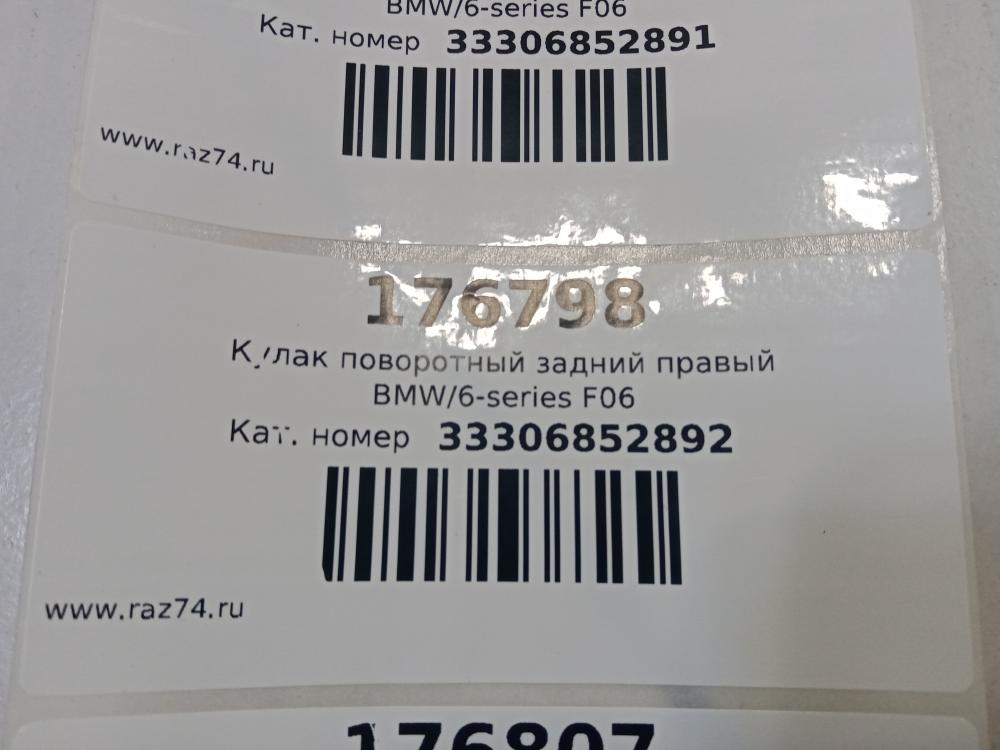 BMW/6-series F06
Кат. номер 33306852891
www.raz74.ru
176798
Кулак поворотный задний правый
BMW/6-series F06
Кат. номер 33306852892
www.raz74.ru
176807